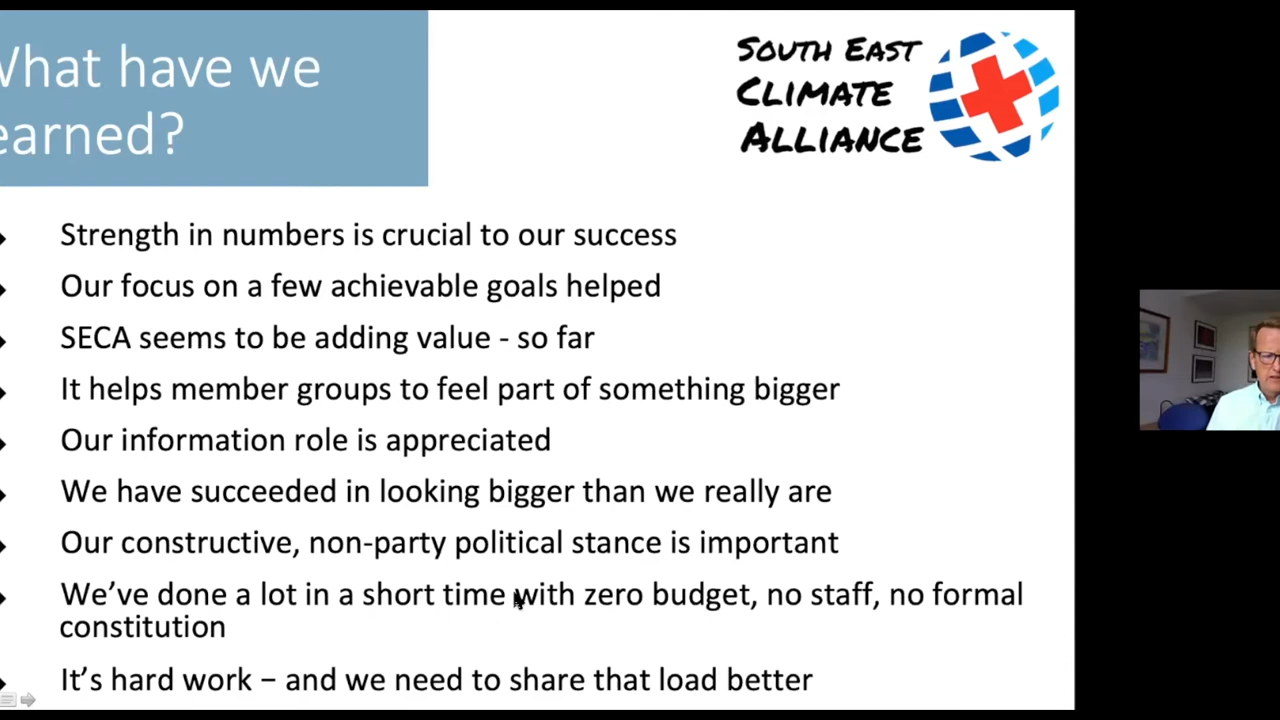 What have we
learned?
SOUTH EAST
CLIMATE
ALLIANCE
Strength in numbers is crucial to our success
Our focus on a few achievable goals helped
SECA seems to be adding value - so far
It helps member groups to feel part of something bigger
Our information role is appreciated
We have succeeded in looking bigger than we really are
Our constructive, non-party political stance is important
We’ve done a lot in a short time with zero budget, no staff, no formal
constitution
It’s hard work – and we need to share that load better